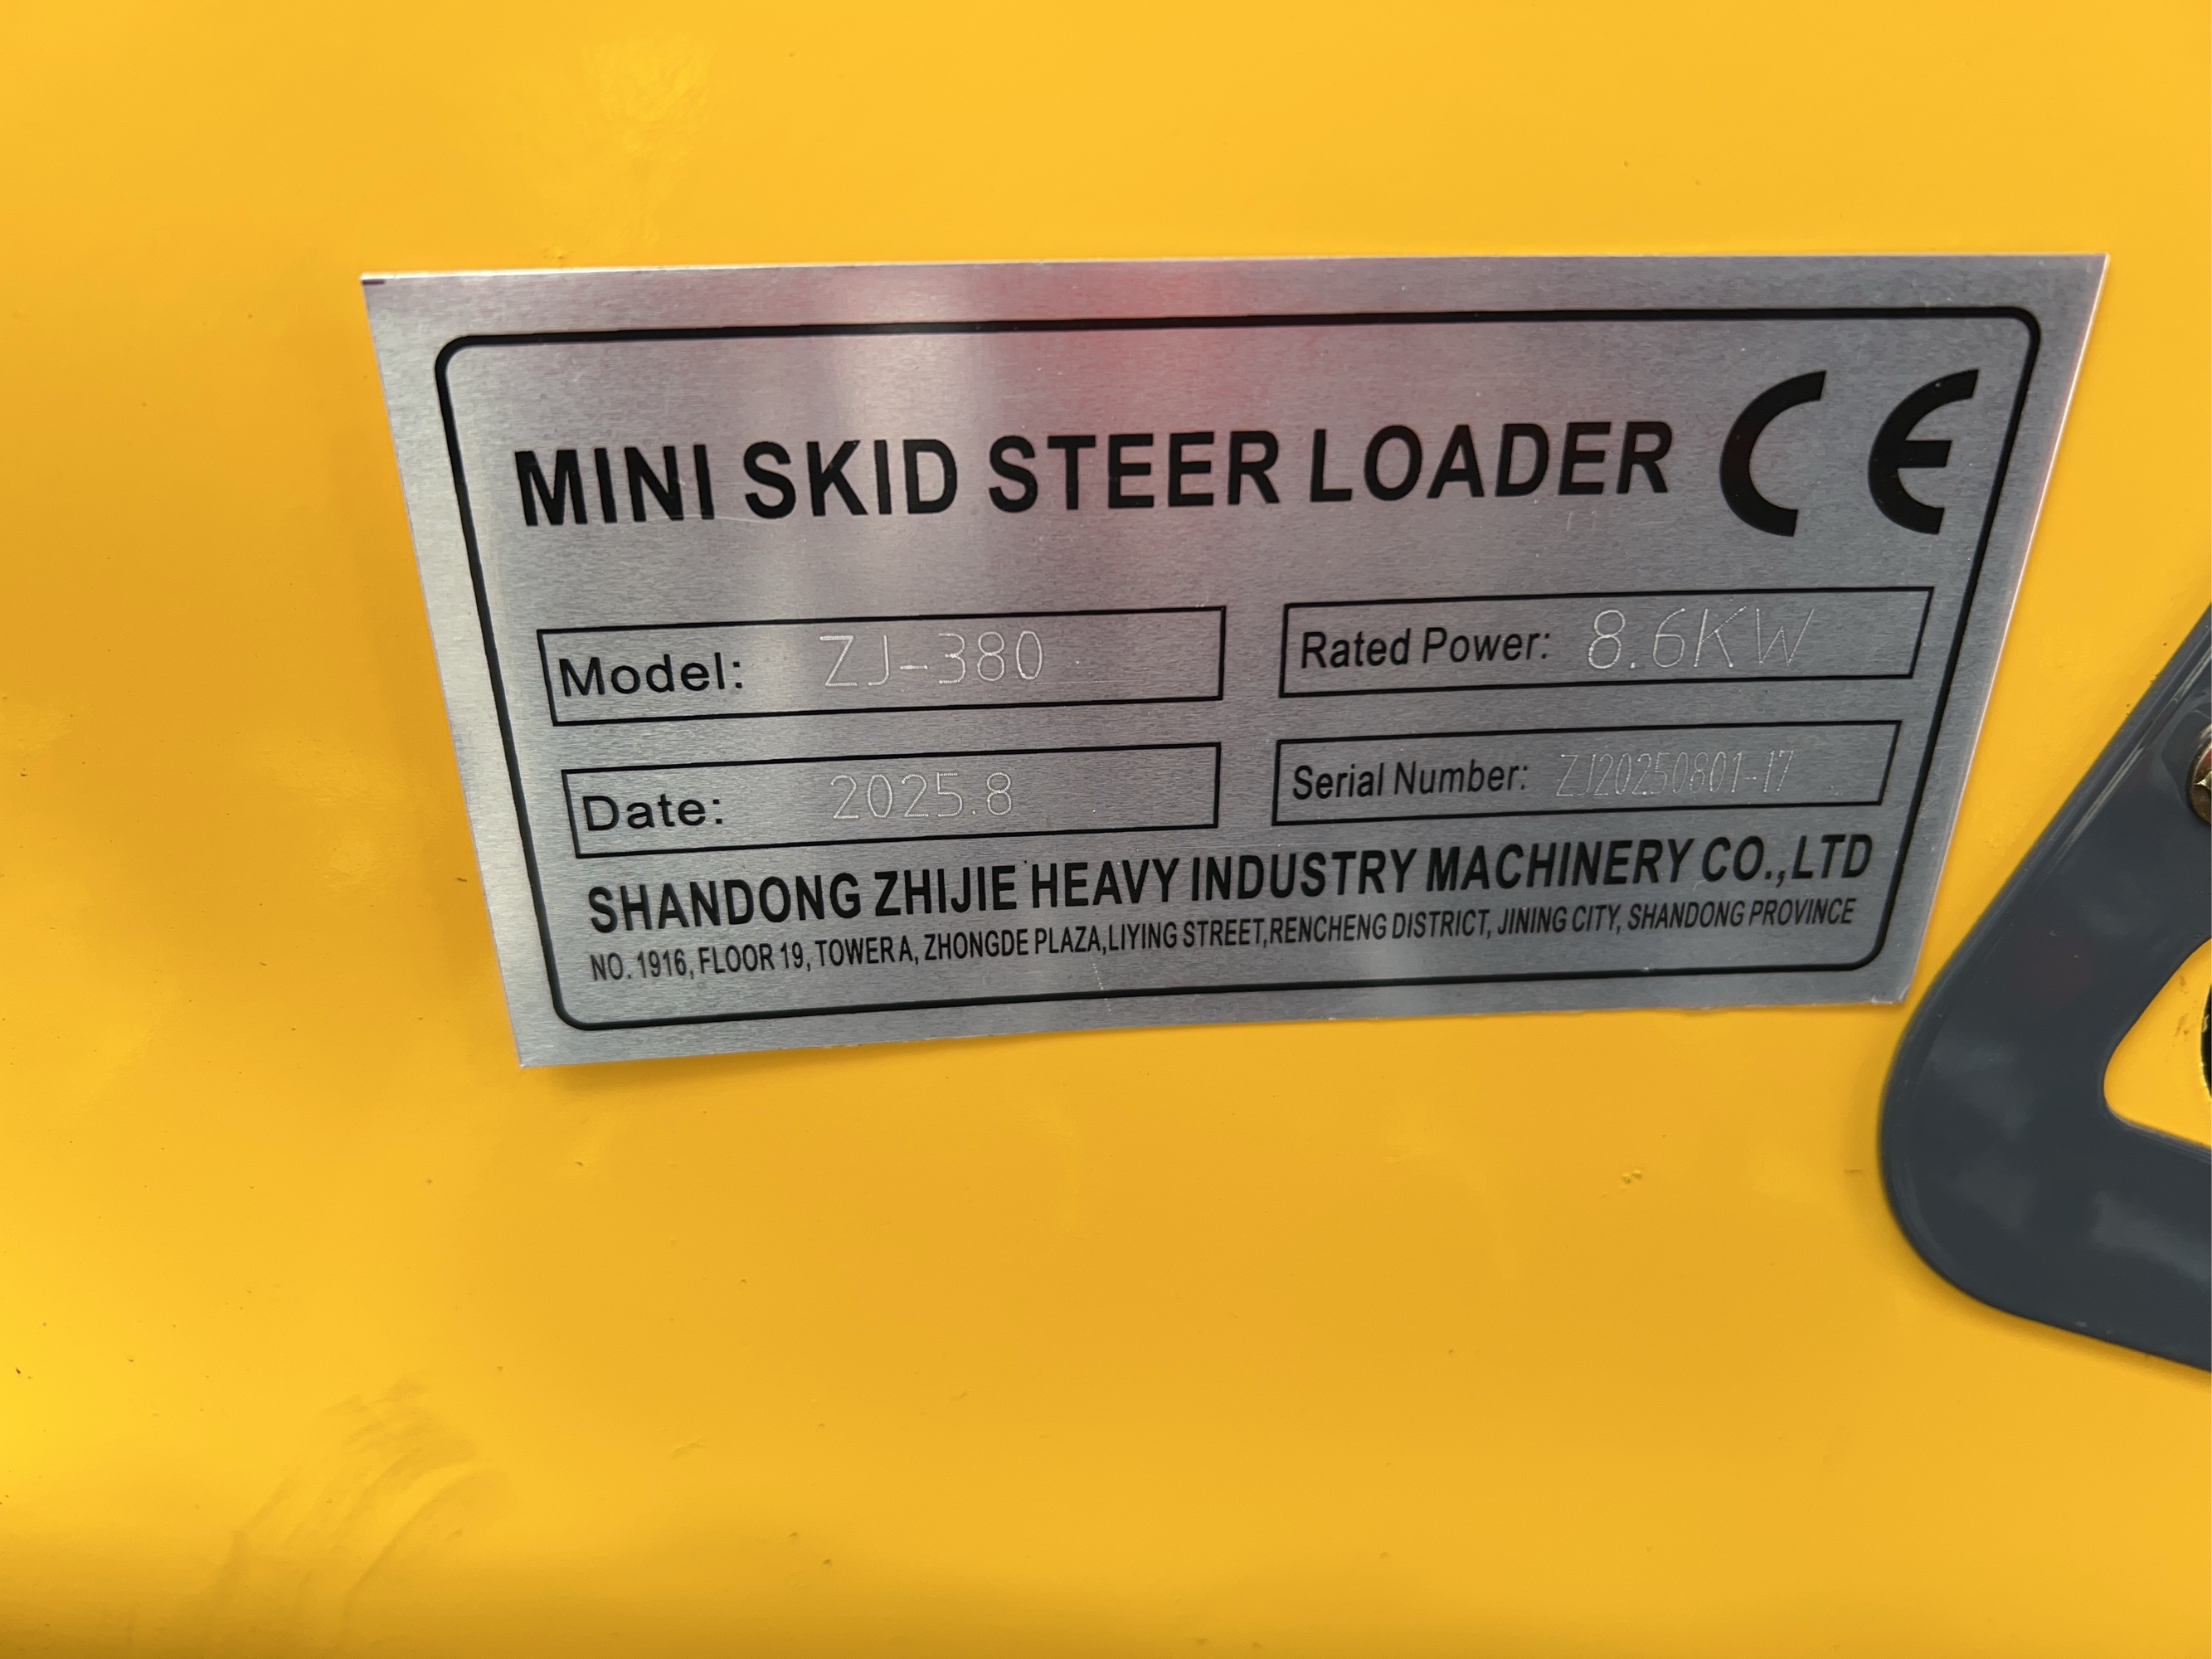 MINI SKID STEER LOADER CE
Model: ZJ-380
Rated Power: 8.6KW
Date: 2025.8
Serial Number: ZJ20250801-17
SHANDONG ZHIJIE HEAVY INDUSTRY MACHINERY CO.,LTD
NO. 1916, FLOOR 19, TOWER A, ZHONGDE PLAZA,LIYING STREET,RENCHENG DISTRICT, JINING CITY, SHANDONG PROVINCE